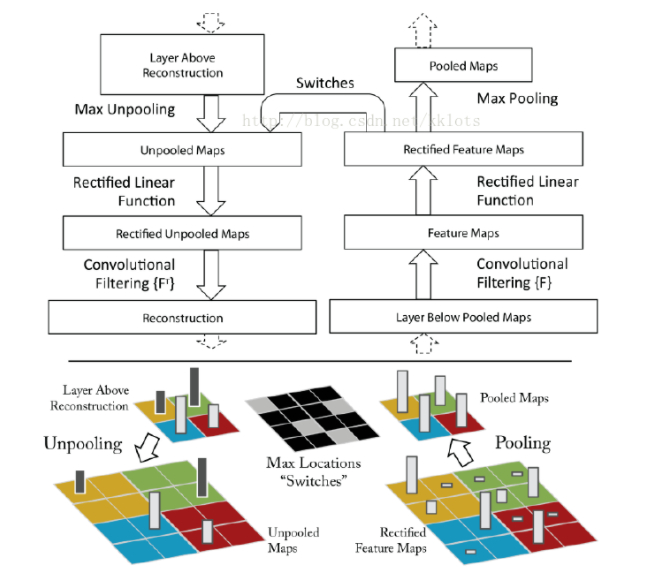 Layer Above
Reconstruction
Pooled Maps
Switches
Max Unpooling
Max Pooling
http://blog.csdn.net/xklots
Unpooled Maps
Rectified Feature Maps
Rectified Linear
Function
Rectified Linear
Function
Rectified Unpooled Maps
Feature Maps
Convolutional
Filtering {Fᵀ}
Convolutional
Filtering {F}
Reconstruction
Layer Below Pooled Maps
Layer Above
Reconstruction
Pooled Maps
Unpooling
Pooling
Max Locations
“Switches”
Unpooled
Maps
Rectified
Feature Maps